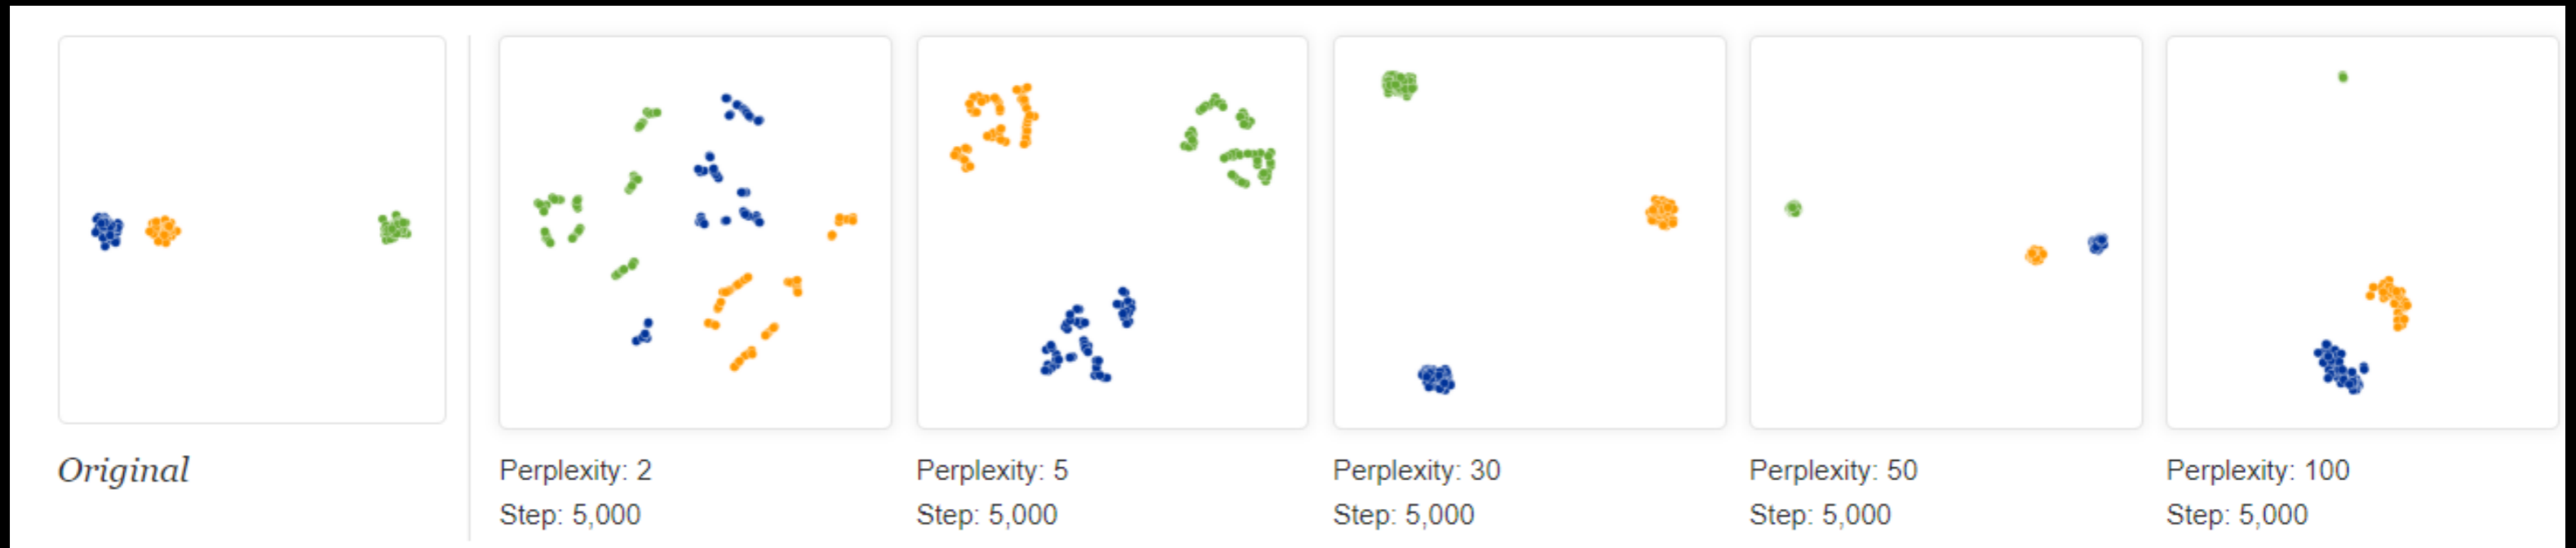 Original
Perplexity: 2
Step: 5,000
Perplexity: 5
Step: 5,000
Perplexity: 30
Step: 5,000
Perplexity: 50
Step: 5,000
Perplexity: 100
Step: 5,000